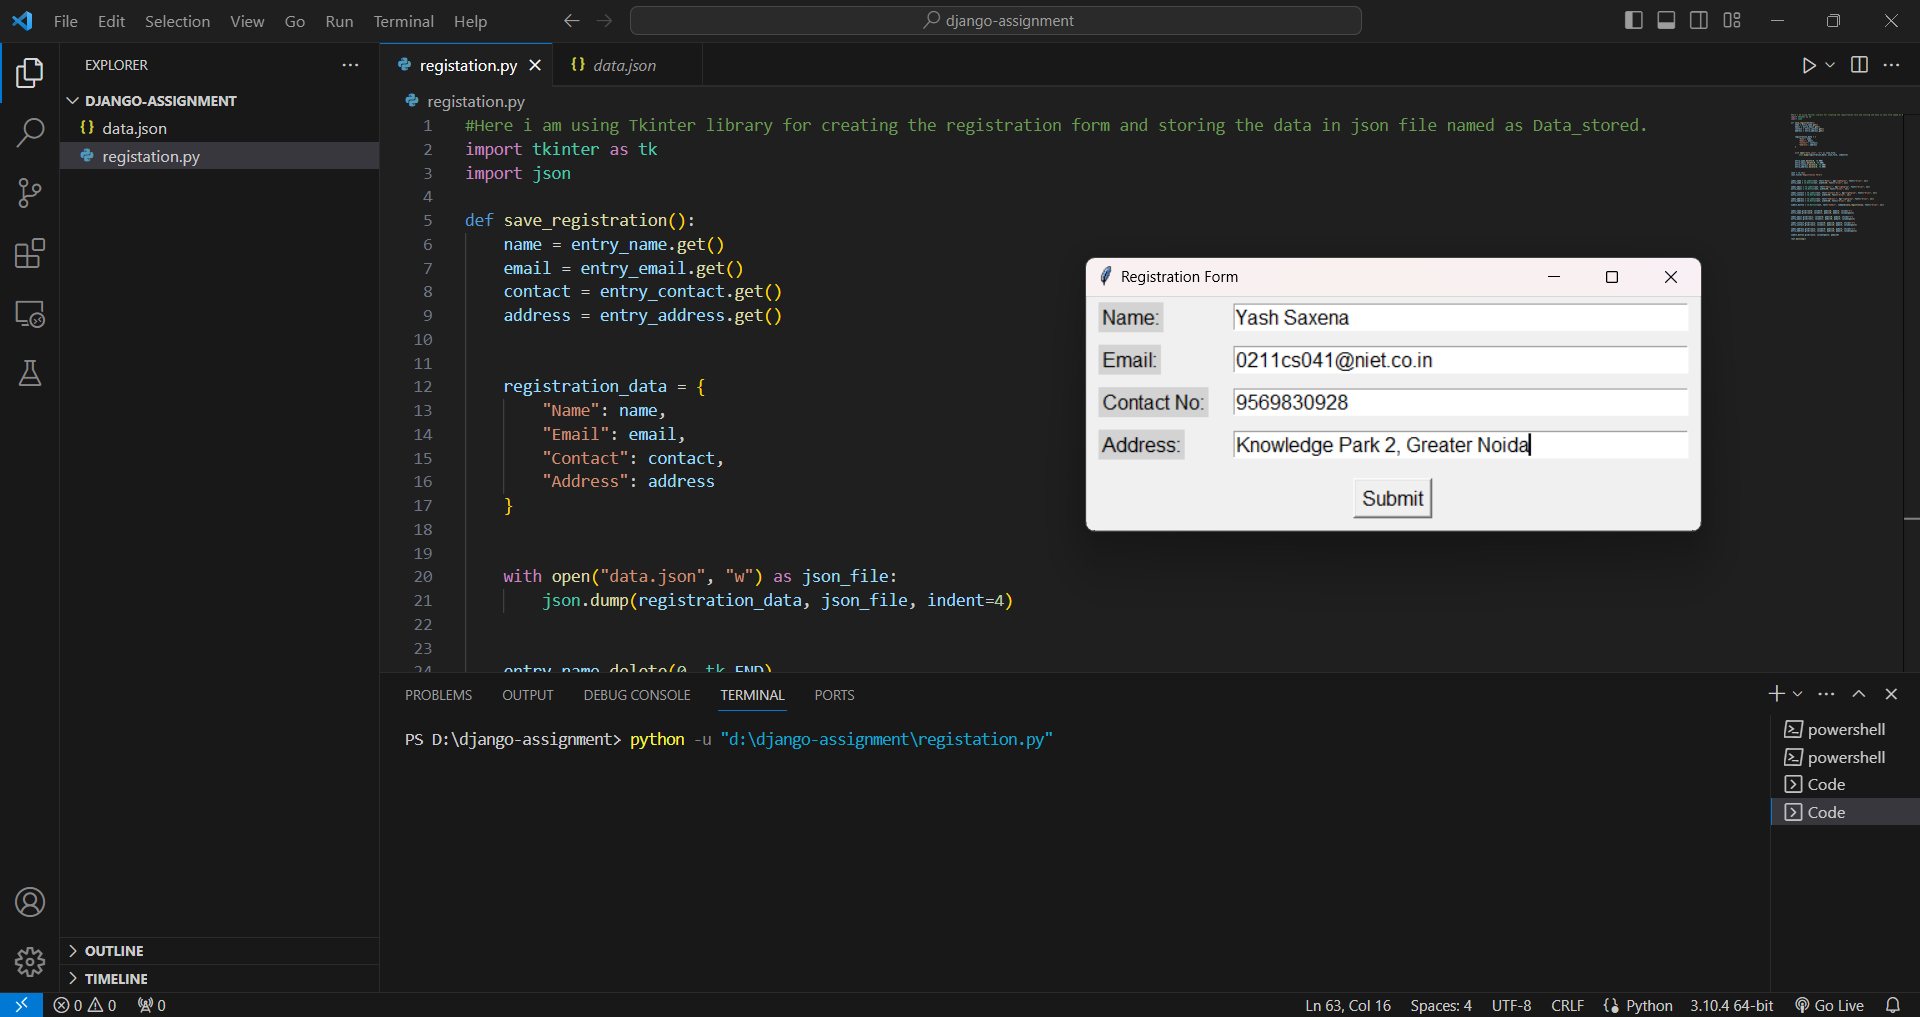 File Edit Selection View Go Run Terminal Help
django-assignment
EXPLORER
DJANGO-ASSIGNMENT
data.json
registation.py
registation.py
data.json
registation.py
1 #Here i am using Tkinter library for creating the registration form and storing the data in json file named as Data_stored.
2 import tkinter as tk
3 import json
4
5 def save_registration():
6 name = entry_name.get()
7 email = entry_email.get()
8 contact = entry_contact.get()
9 address = entry_address.get()
10
11
12 registration_data = {
13 "Name": name,
14 "Email": email,
15 "Contact": contact,
16 "Address": address
17 }
18
19
20 with open("data.json", "w") as json_file:
21 json.dump(registration_data, json_file, indent=4)
22
23
24 entry_name.delete(0, tk.END)
Registration Form
Name: Yash Saxena
Email: 0211cs041@niet.co.in
Contact No: 9569830928
Address: Knowledge Park 2, Greater Noida
Submit
PROBLEMS OUTPUT DEBUG CONSOLE TERMINAL PORTS
PS D:\django-assignment> python -u "d:\django-assignment\registation.py"
powershell
powershell
Code
Code
OUTLINE
TIMELINE
0 0 0
Ln 63, Col 16 Spaces: 4 UTF-8 CRLF Python 3.10.4 64-bit Go Live